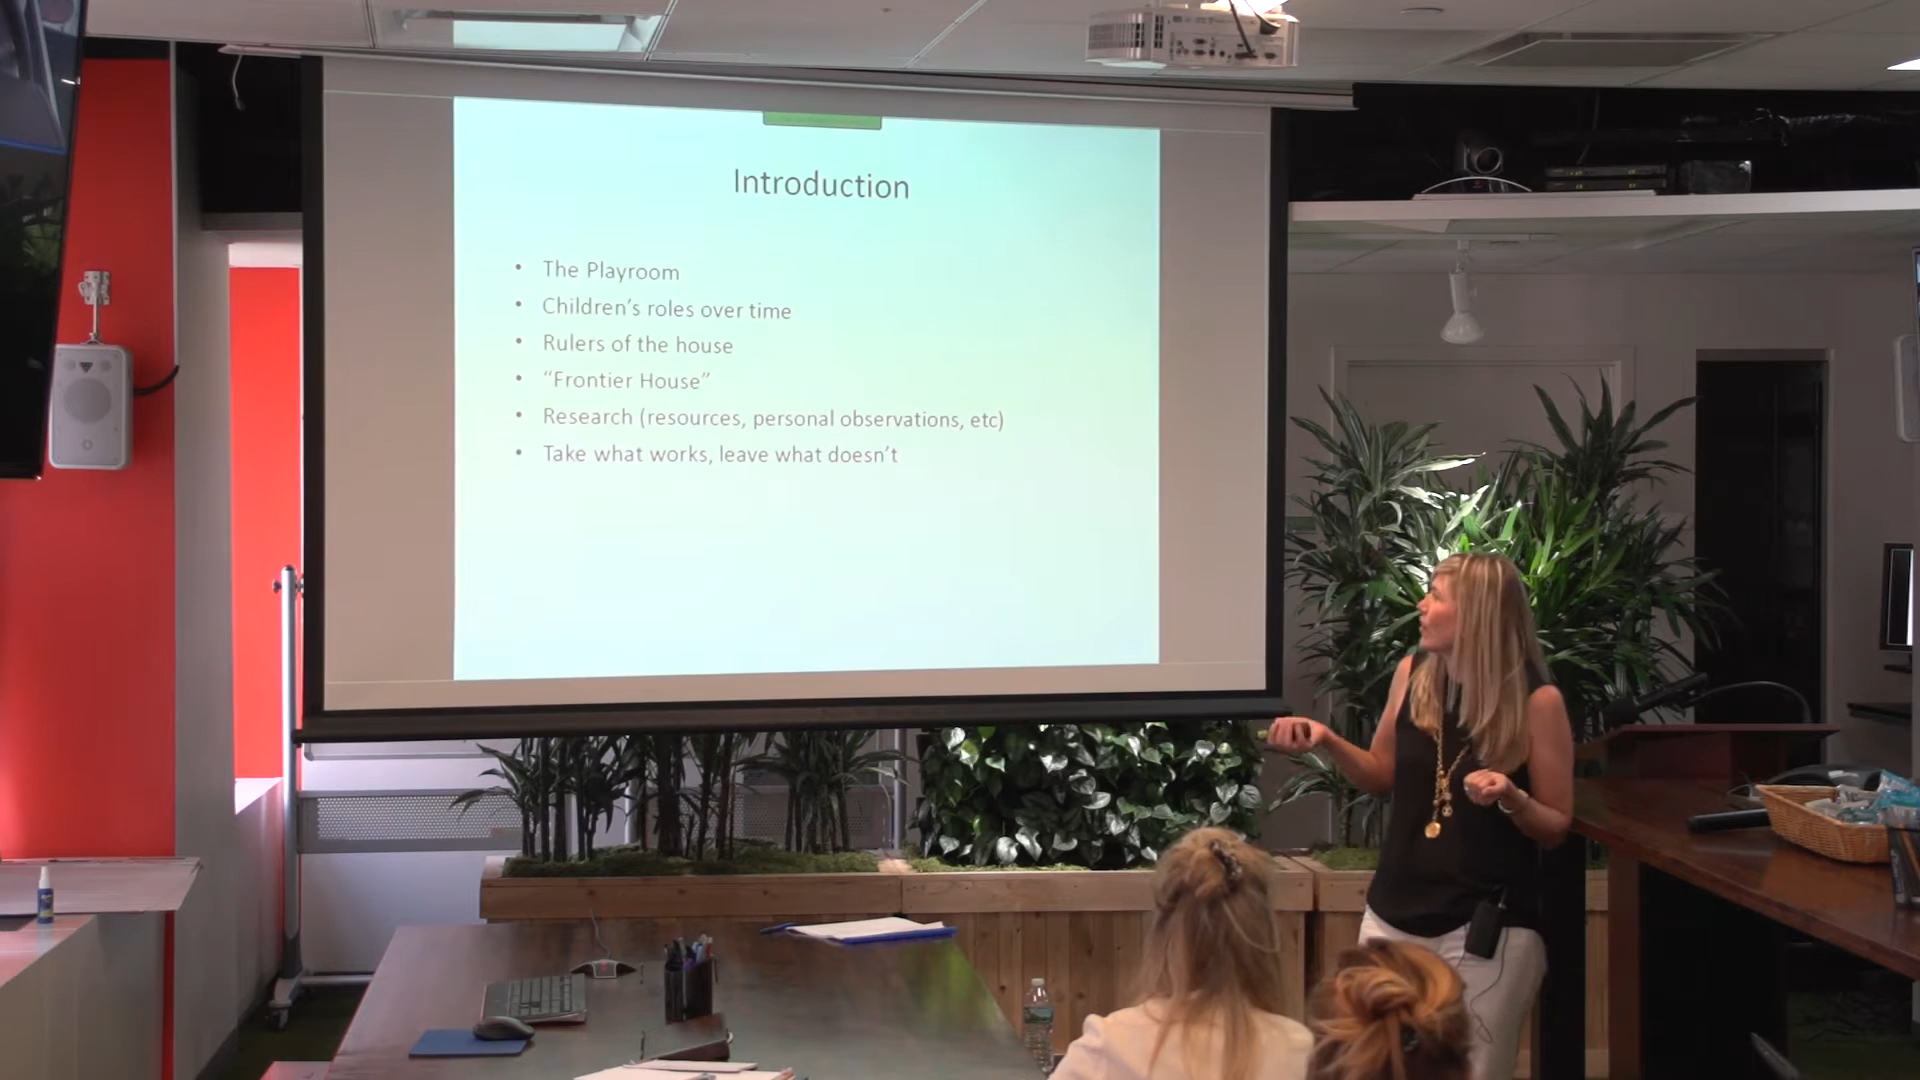 Introduction
• The Playroom
• Children’s roles over time
• Rulers of the house
• “Frontier House”
• Research (resources, personal observations, etc)
• Take what works, leave what doesn’t